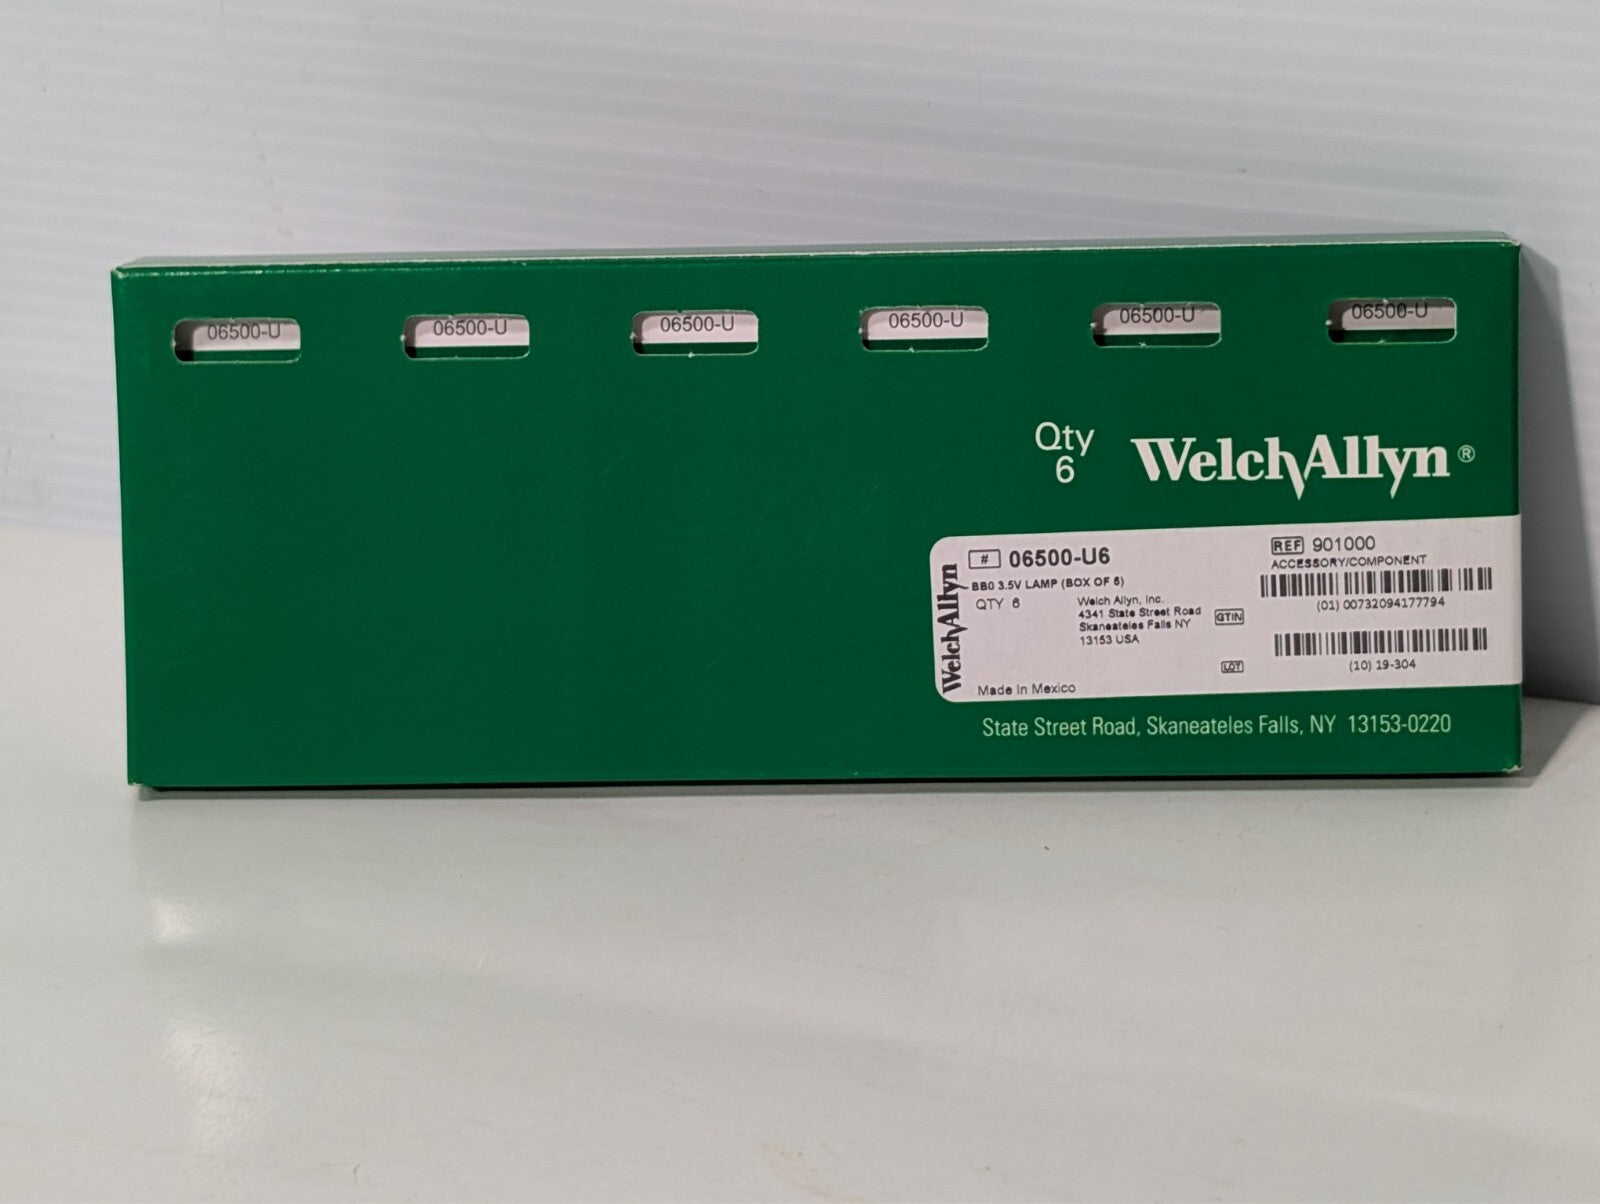 06500-U 06500-U 06500-U 06500-U 06500-U 06500-U
Qty
6
WelchAllyn®
WelchAllyn
# 06500-U6
BB0 3.5V LAMP (BOX OF 6)
QTY 6
Welch Allyn, Inc.
4341 State Street Road
Skaneateles Falls NY
13153 USA
Made In Mexico
REF 901000
ACCESSORY/COMPONENT
GTIN
(01) 00732094177794
LOT
(10) 19-304
State Street Road, Skaneateles Falls, NY 13153-0220